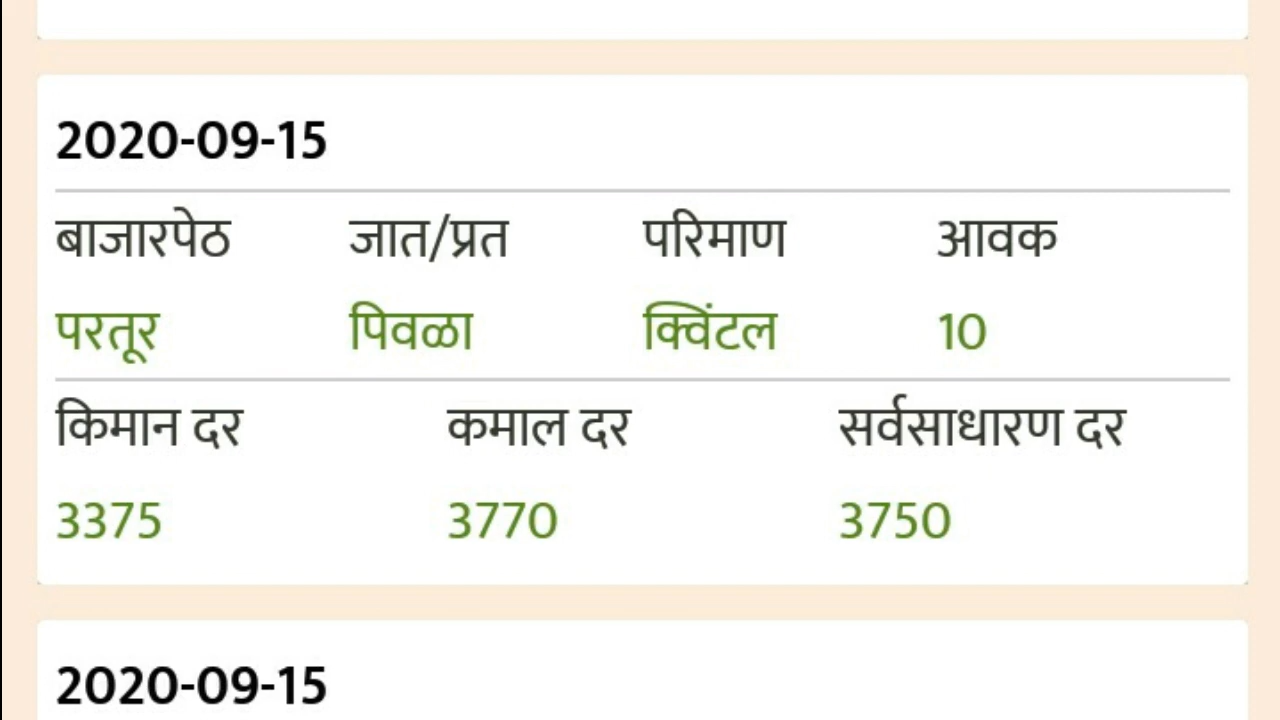 2020-09-15
बाजारपेठ जात/प्रत परिमाण आवक
परतूर पिवळा क्विंटल 10
किमान दर कमाल दर सर्वसाधारण दर
3375 3770 3750
2020-09-15